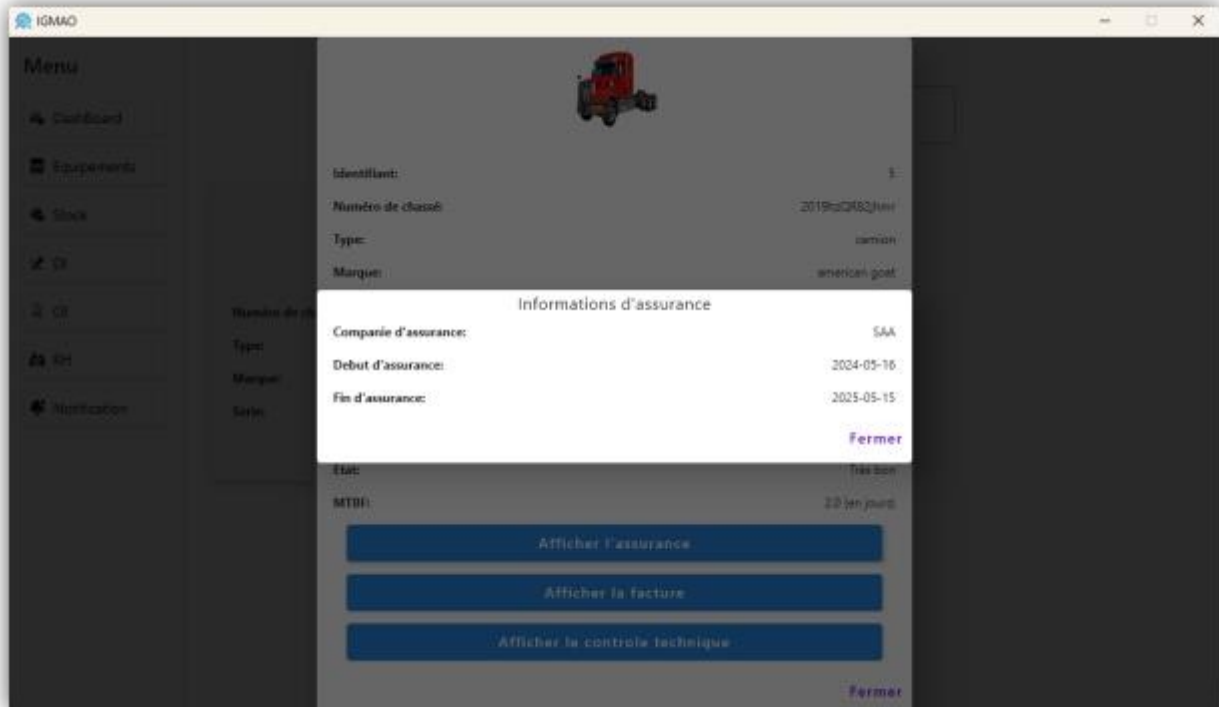 IGMAO
Menu
Dashboard
Equipements
Stock
DI
OI
RH
Notification
Type:
Marque:
Serie:
Identifiant:
Numéro de chassé:
Type: camion
Marque: american goat
Informations d'assurance
Companie d'assurance: SAA
Debut d'assurance: 2024-05-16
Fin d'assurance: 2025-05-15
Fermer
Etat: Très bon
MTBF: 2.0 (en jours)
Afficher l'assurance
Afficher la facture
Afficher le controle technique
Fermer